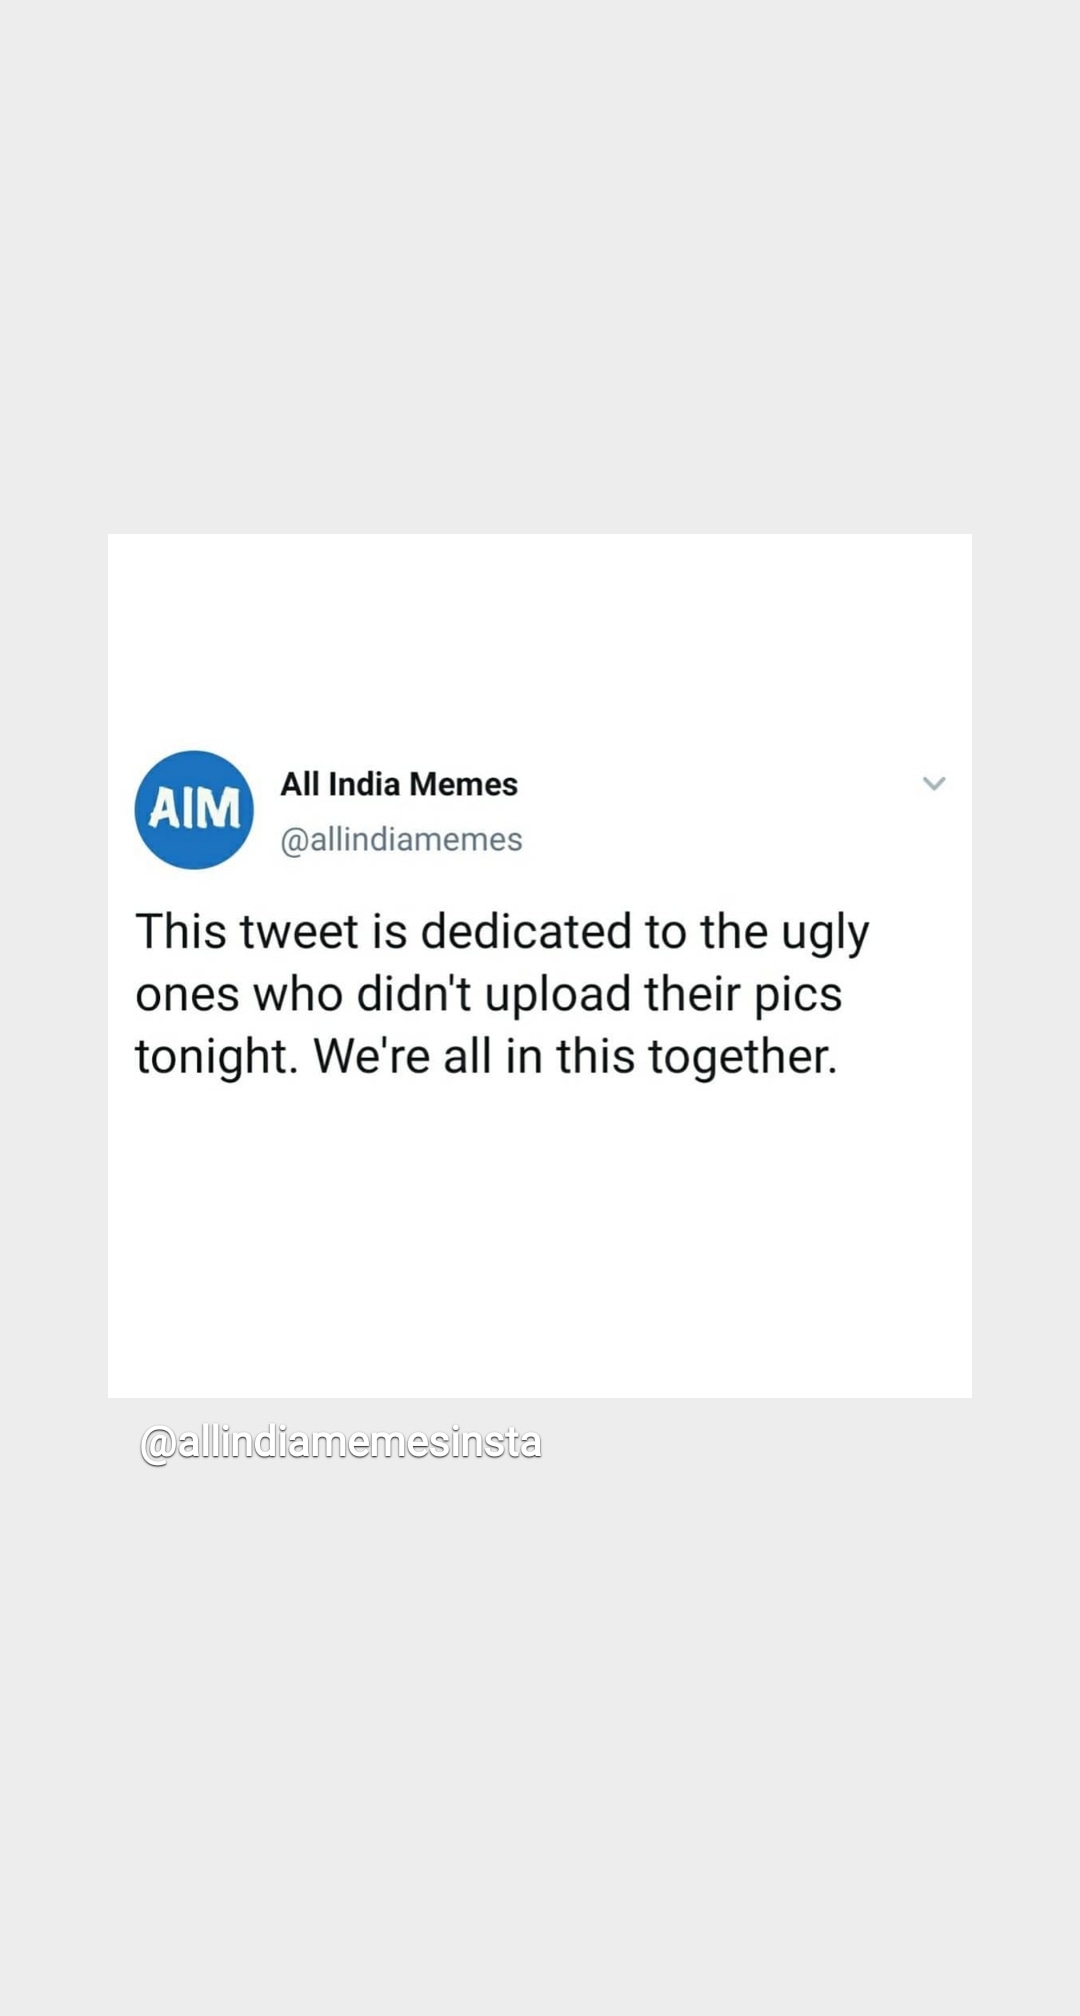 AIM
All India Memes
@allindiamemes
This tweet is dedicated to the ugly
ones who didn't upload their pics
tonight. We're all in this together.
@allindiamemesinsta